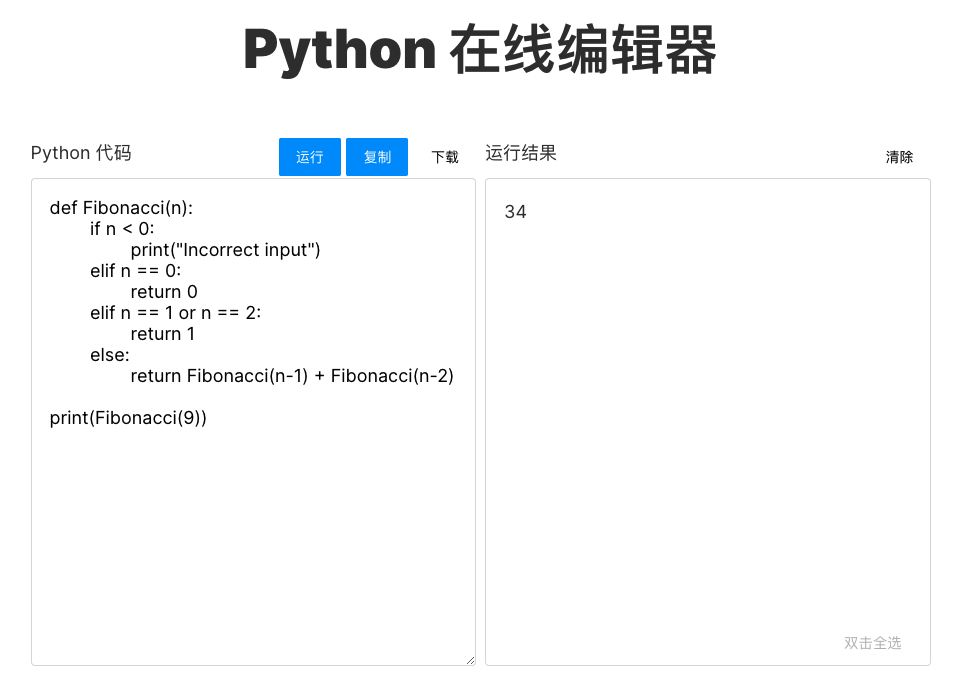 Python 在线编辑器
Python 代码
运行
复制
下载
def Fibonacci(n):
if n < 0:
print("Incorrect input")
elif n == 0:
return 0
elif n == 1 or n == 2:
return 1
else:
return Fibonacci(n-1) + Fibonacci(n-2)
print(Fibonacci(9))
运行结果
清除
34
双击全选